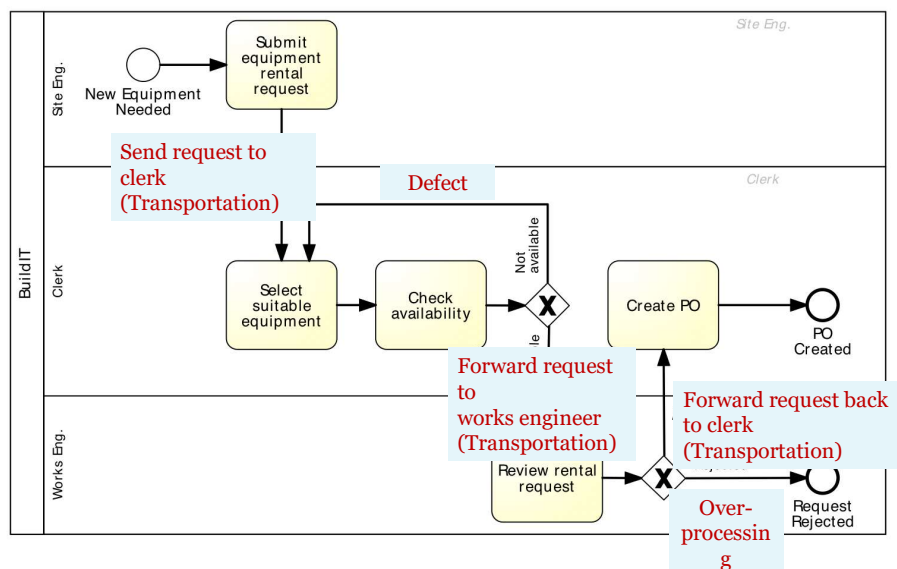 Site Eng.
Submit
equipment
rental
request
New Equipment
Needed
Site Eng.
Send request to
clerk
(Transportation)
Defect
Clerk
BuildIT
Clerk
Not
available
Select
suitable
equipment
Check
availability
X
Create PO
PO
Created
Forward request
to
works engineer
(Transportation)
Forward request back
to clerk
(Transportation)
Works Eng.
Review rental
request
X
Request
Rejected
Over-
processin
g